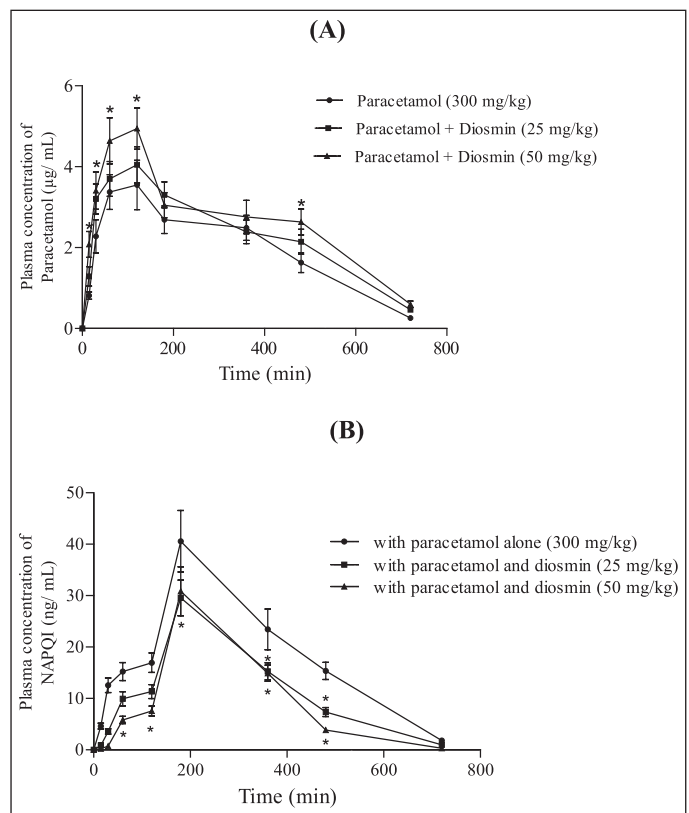 (A)
6
4
2
0
Plasma concentration of
Paracetamol (μg/ mL)
* * * * *
Paracetamol (300 mg/kg)
Paracetamol + Diosmin (25 mg/kg)
Paracetamol + Diosmin (50 mg/kg)
0 200 400 600 800
Time (min)
(B)
50
40
30
20
10
0
Plasma concentration of
NAPQI (ng/ mL)
with paracetamol alone (300 mg/kg)
with paracetamol and diosmin (25 mg/kg)
with paracetamol and diosmin (50 mg/kg)
* * * * * * *
0 200 400 600 800
Time (min)